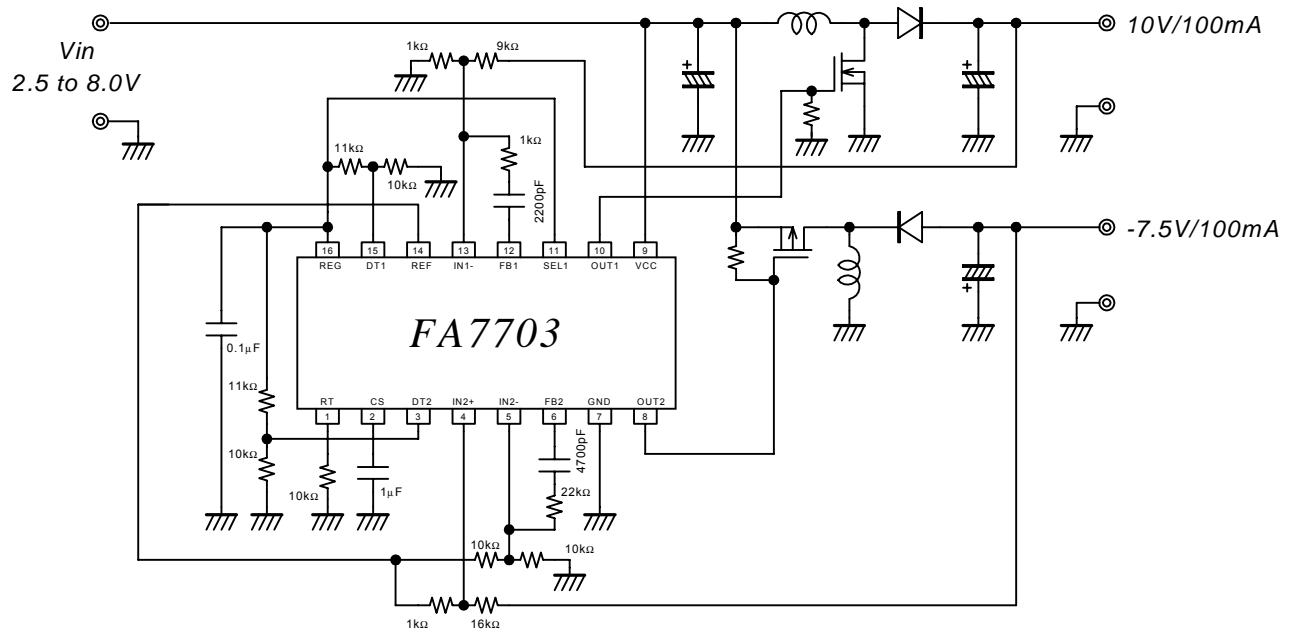 10V/100mA
Vin
2.5 to 8.0V
1kΩ
9kΩ
1kΩ
11kΩ
10kΩ
2200pF
-7.5V/100mA
16
15
14
13
12
11
10
9
REG
DT1
REF
IN1-
FB1
SEL1
OUT1
VCC
FA7703
0.1µF
11kΩ
RT
CS
DT2
IN2+
IN2-
FB2
GND
OUT2
1
2
3
4
5
6
7
8
4700pF
10kΩ
10kΩ
1µF
22kΩ
10kΩ
10kΩ
1kΩ
16kΩ
+
+
+